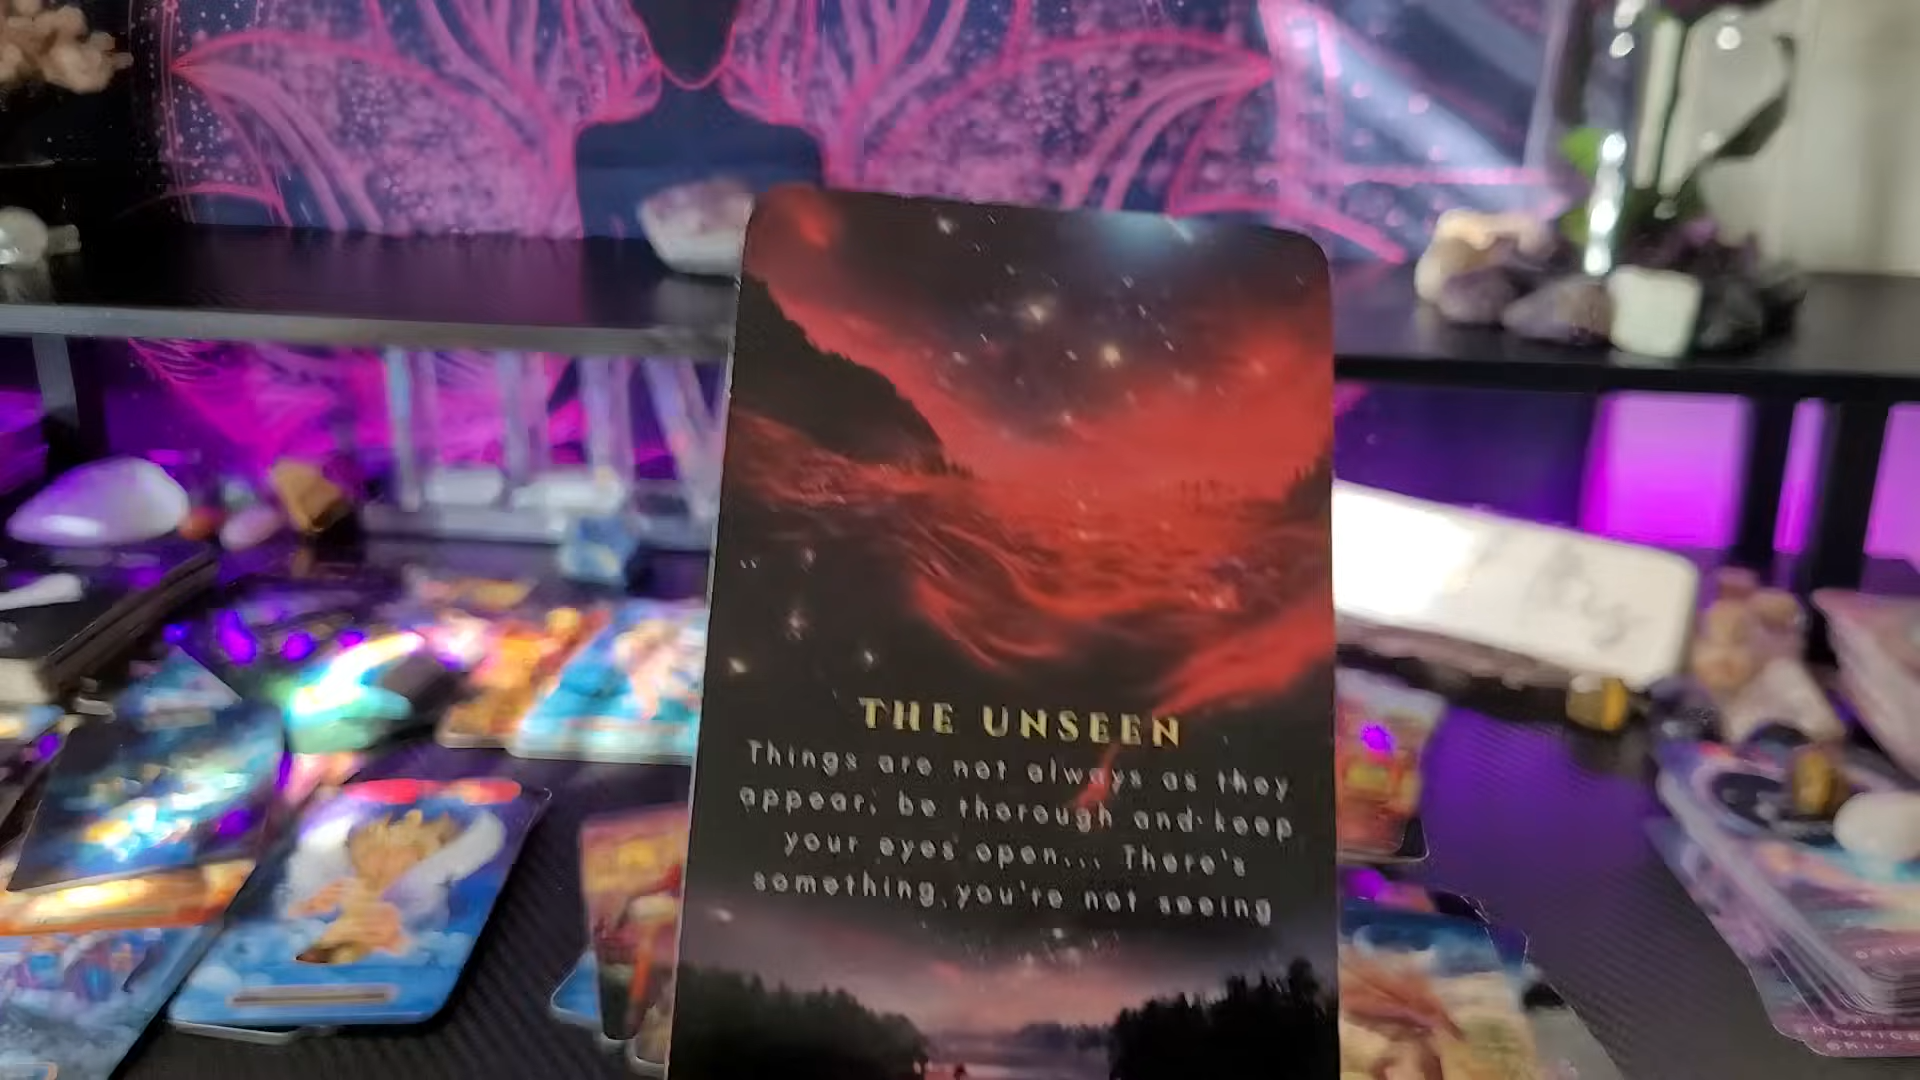 THE UNSEEN
Things are not always as they
appear; be thorough and keep
your eyes open... There's
something you're not seeing